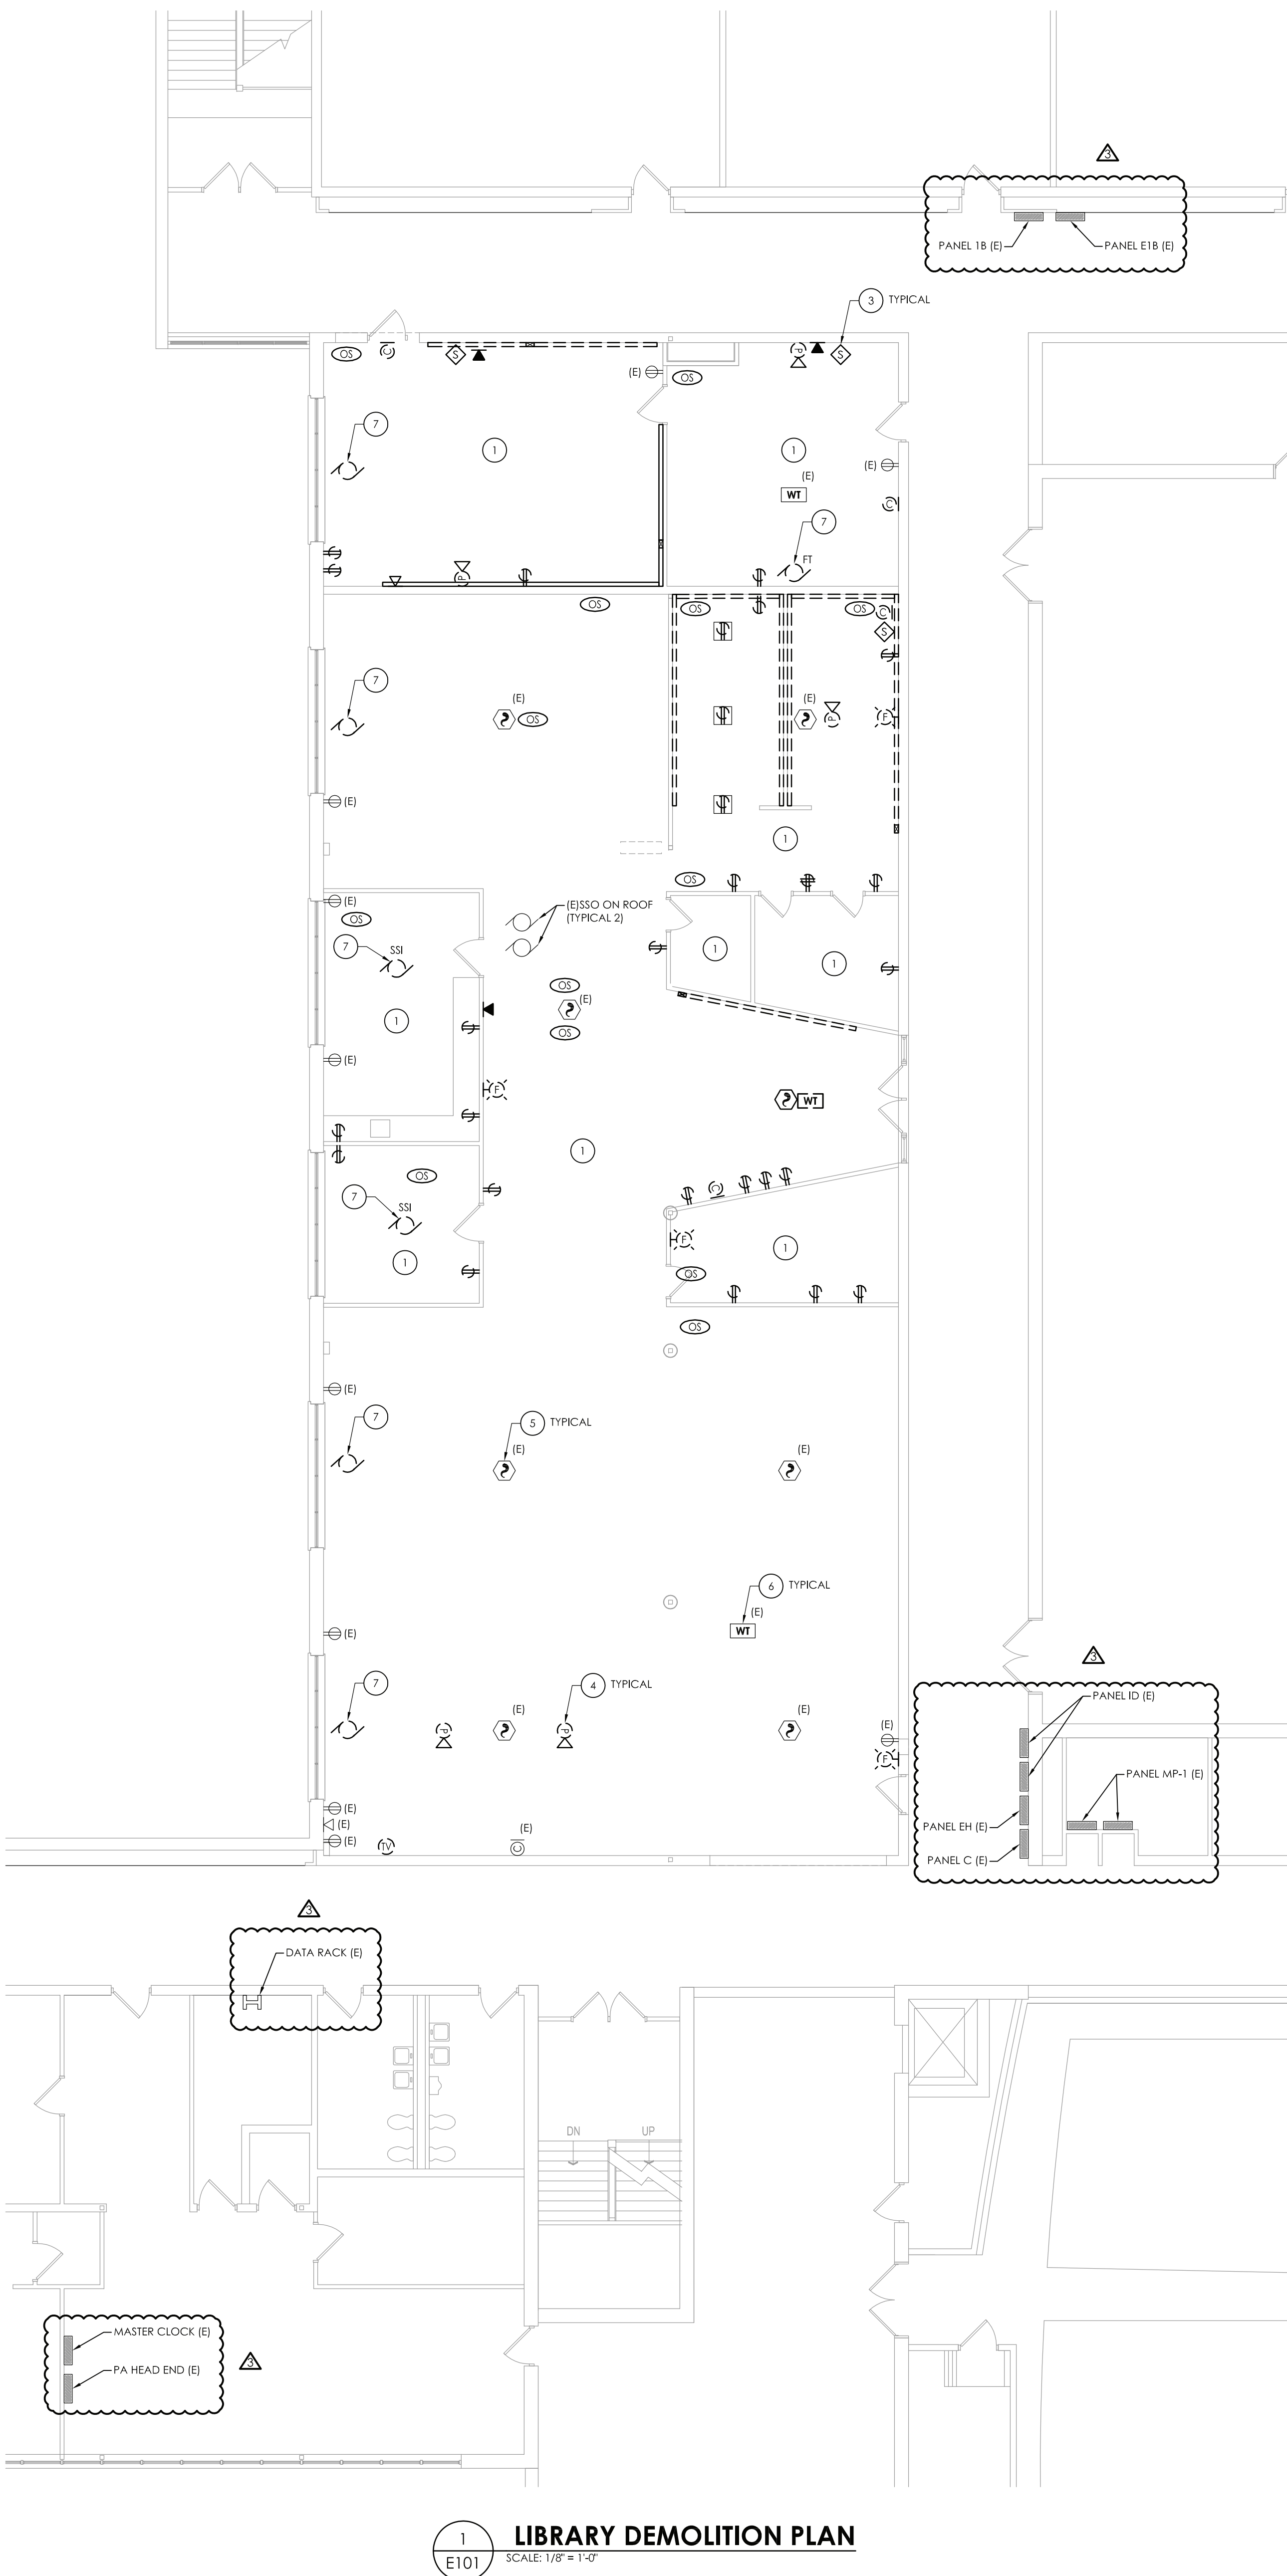 3
PANEL 1B (E)
PANEL E1B (E)
3 TYPICAL
OS
C
S
P
S
(E)
OS
7
1
1
(E)
(E)
WT
C
7
FT
P
OS
OS
OS
C
S
7
(E)
OS
(E)
P
F
(E)
1
OS
(E)
(E)SSO ON ROOF
(TYPICAL 2)
OS
7
SSI
1
1
OS
(E)
1
OS
(E)
F
WT
1
OS
7
SSI
C
F
1
1
OS
OS
(E)
7
5 TYPICAL
(E)
(E)
6 TYPICAL
(E)
WT
(E)
3
7
4 TYPICAL
PANEL ID (E)
P
(E)
P
(E)
(E)
F
PANEL MP-1 (E)
(E)
(E)
(E)
PANEL EH (E)
TV
(E)
C
PANEL C (E)
3
DATA RACK (E)
DN
UP
MASTER CLOCK (E)
PA HEAD END (E)
3
1
E101
LIBRARY DEMOLITION PLAN
SCALE: 1/8" = 1'-0"